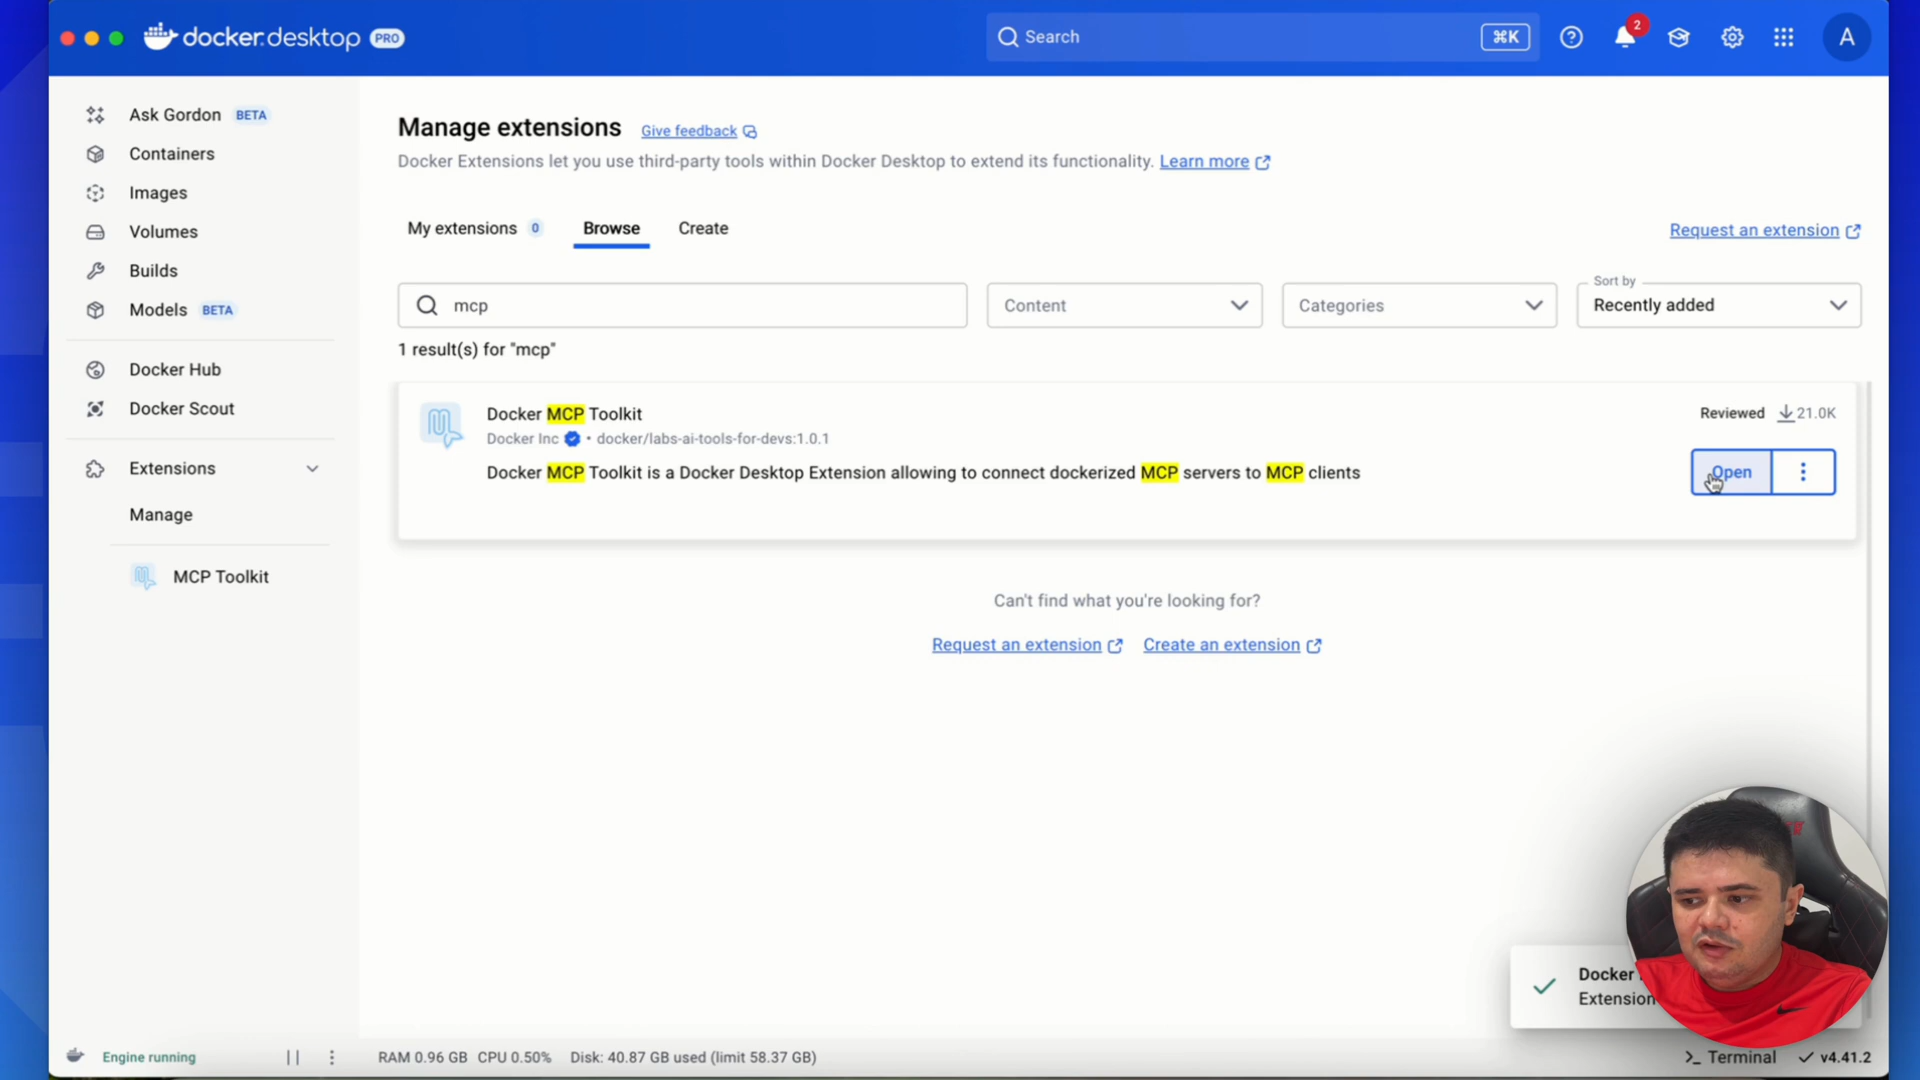 docker.desktop PRO
Search
⌘K
2
A
Ask Gordon BETA
Containers
Images
Volumes
Builds
Models BETA
Docker Hub
Docker Scout
Extensions
Manage
MCP Toolkit
Manage extensions Give feedback
Docker Extensions let you use third-party tools within Docker Desktop to extend its functionality. Learn more
My extensions 0 Browse Create
Request an extension
mcp
Content
Categories
Sort by
Recently added
1 result(s) for "mcp"
Docker MCP Toolkit
Reviewed 21.0K
Docker Inc • docker/labs-ai-tools-for-devs:1.0.1
Docker MCP Toolkit is a Docker Desktop Extension allowing to connect dockerized MCP servers to MCP clients
Open
Can't find what you're looking for?
Request an extension Create an extension
Docker
Extension
Engine running
RAM 0.96 GB CPU 0.50% Disk: 40.87 GB used (limit 58.37 GB)
>_ Terminal v4.41.2